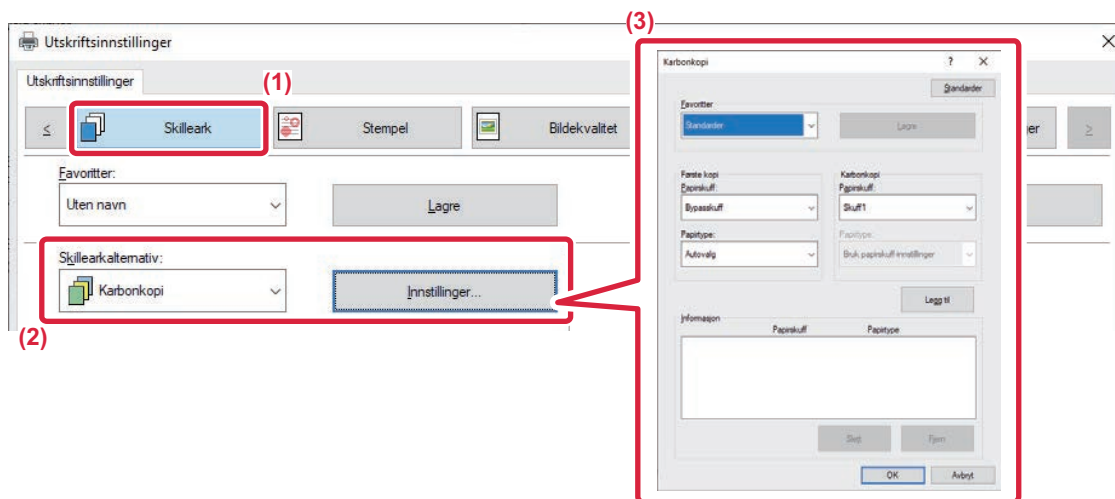 (3)
Utskriftsinnstillinger
Utskriftsinnstillinger
(1)
≤ Skilleark Stempel Bildekvalitet er ≥
Favoritter:
Uten navn Lagre
Skillearkalternativ:
Karbonkopi Innstillinger...
(2)
Karbonkopi ?
Standarder
Favoritter
Standarder Lagre
Første kopi Karbonkopi
Papirskuff: Papirskuff:
Bypasskuff Skuff1
Papirtype: Papirtype:
Autovalg Bruk papirskuff-innstillinger
Legg til
Informasjon
Papirskuff Papirtype
Slett Fjern
OK Avbryt